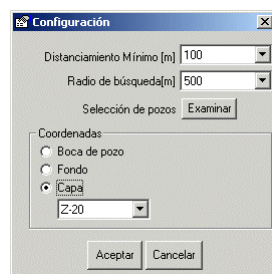 Configuración
Distanciamiento Mínimo [m] 100
Radio de búsqueda[m] 500
Selección de pozos Examinar
Coordenadas
Boca de pozo
Fondo
Capa
Z-20
Aceptar Cancelar